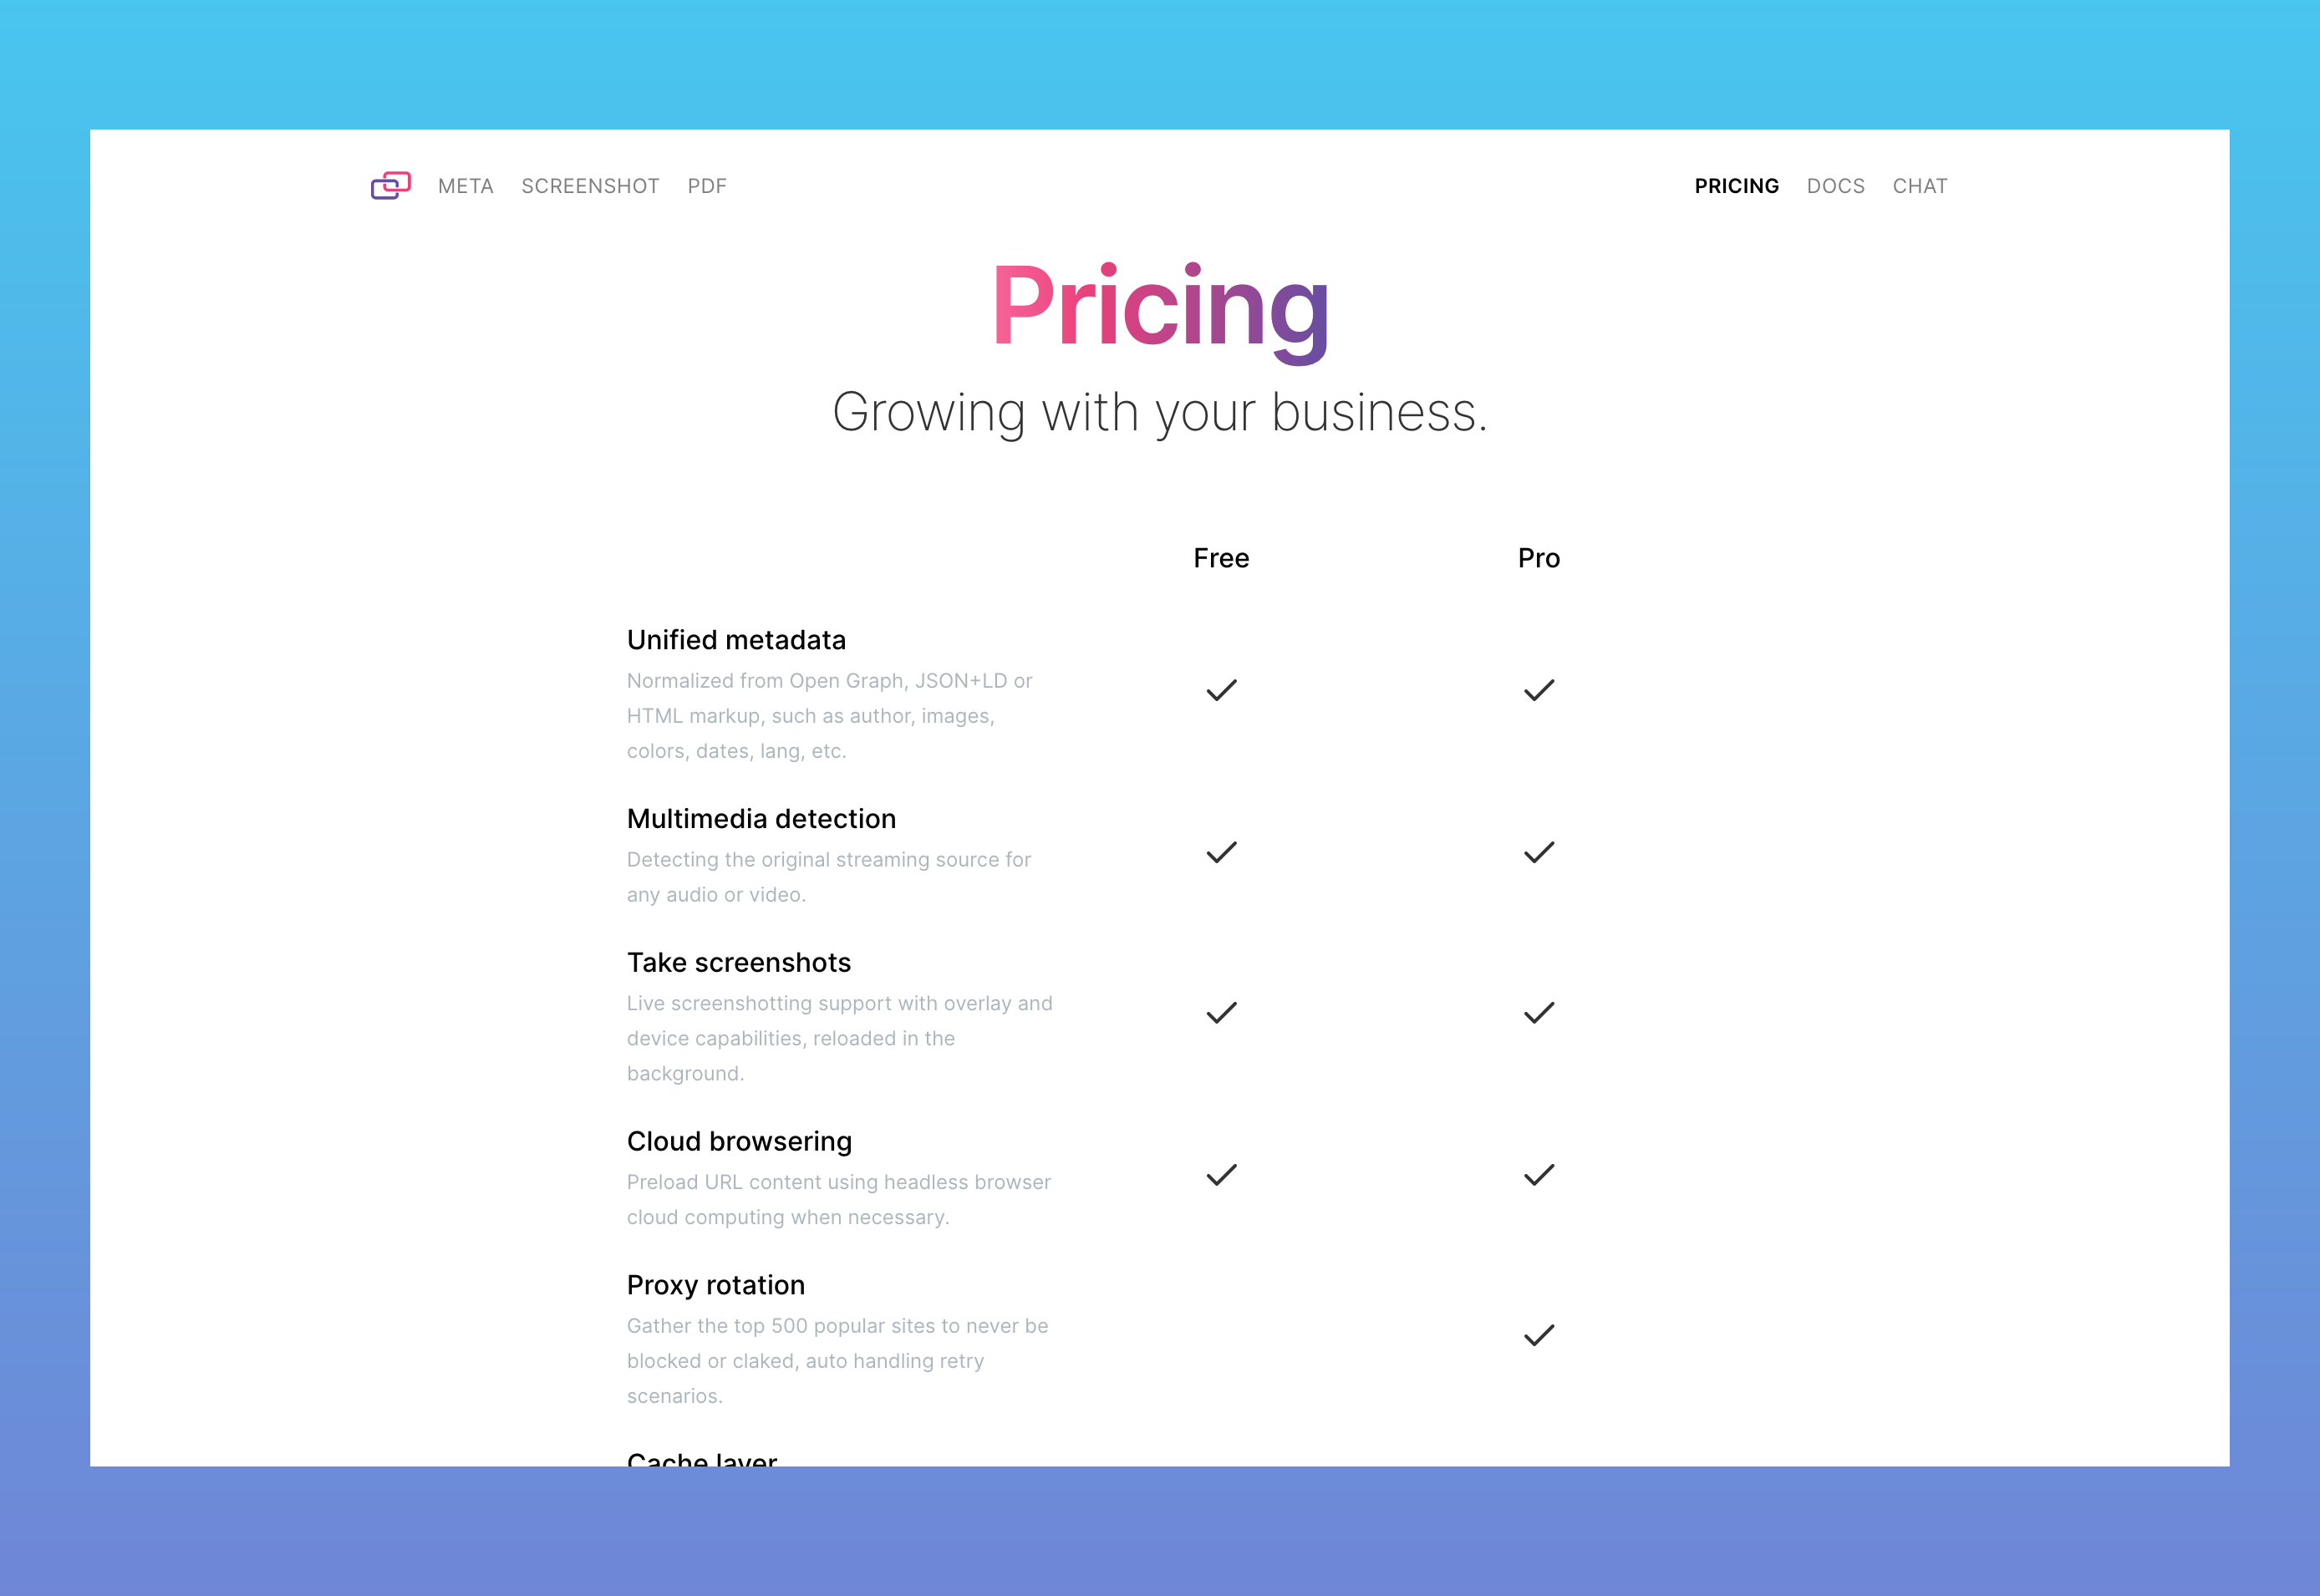 META SCREENSHOT PDF PRICING DOCS CHAT
Pricing
Growing with your business.
Free Pro
Unified metadata
Normalized from Open Graph, JSON+LD or
HTML markup, such as author, images,
colors, dates, lang, etc.
Multimedia detection
Detecting the original streaming source for
any audio or video.
Take screenshots
Live screenshotting support with overlay and
device capabilities, reloaded in the
background.
Cloud browsering
Preload URL content using headless browser
cloud computing when necessary.
Proxy rotation
Gather the top 500 popular sites to never be
blocked or claked, auto handling retry
scenarios.
Cache layer